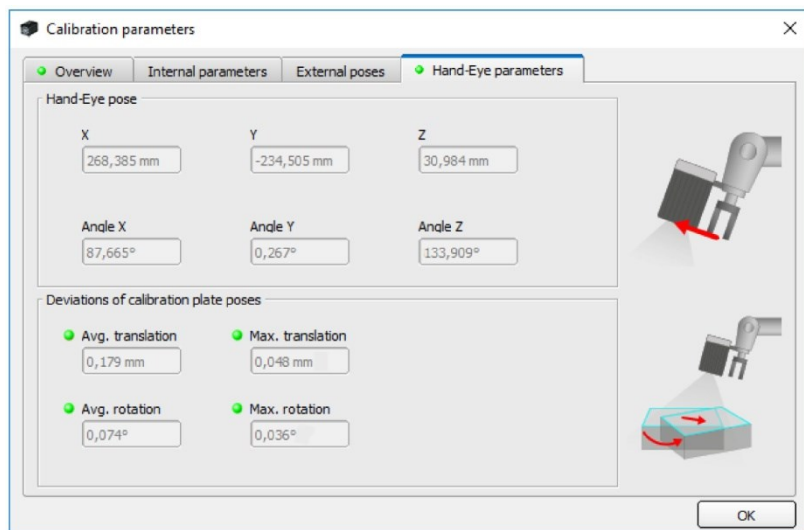 Calibration parameters
Overview Internal parameters External poses Hand-Eye parameters
Hand-Eye pose
X Y Z
268,385 mm -234,505 mm 30,984 mm
Angle X Angle Y Angle Z
87,665° 0,267° 133,909°
Deviations of calibration plate poses
Avg. translation Max. translation
0,179 mm 0,048 mm
Avg. rotation Max. rotation
0,074° 0,036°
OK